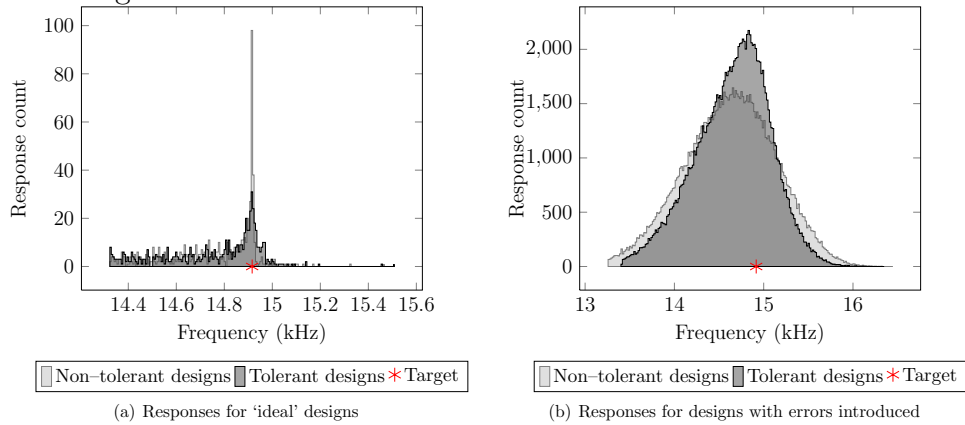 100
80
60
40
20
0
Response count
14.4 14.6 14.8 15 15.2 15.4 15.6
Frequency (kHz)
Non–tolerant designs Tolerant designs Target
(a) Responses for ‘ideal’ designs
2,000
1,500
1,000
500
0
Response count
13 14 15 16
Frequency (kHz)
Non–tolerant designs Tolerant designs Target
(b) Responses for designs with errors introduced